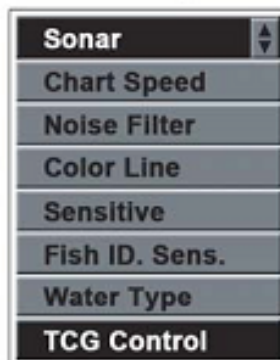 Sonar
Chart Speed
Noise Filter
Color Line
Sensitive
Fish ID. Sens.
Water Type
TCG Control